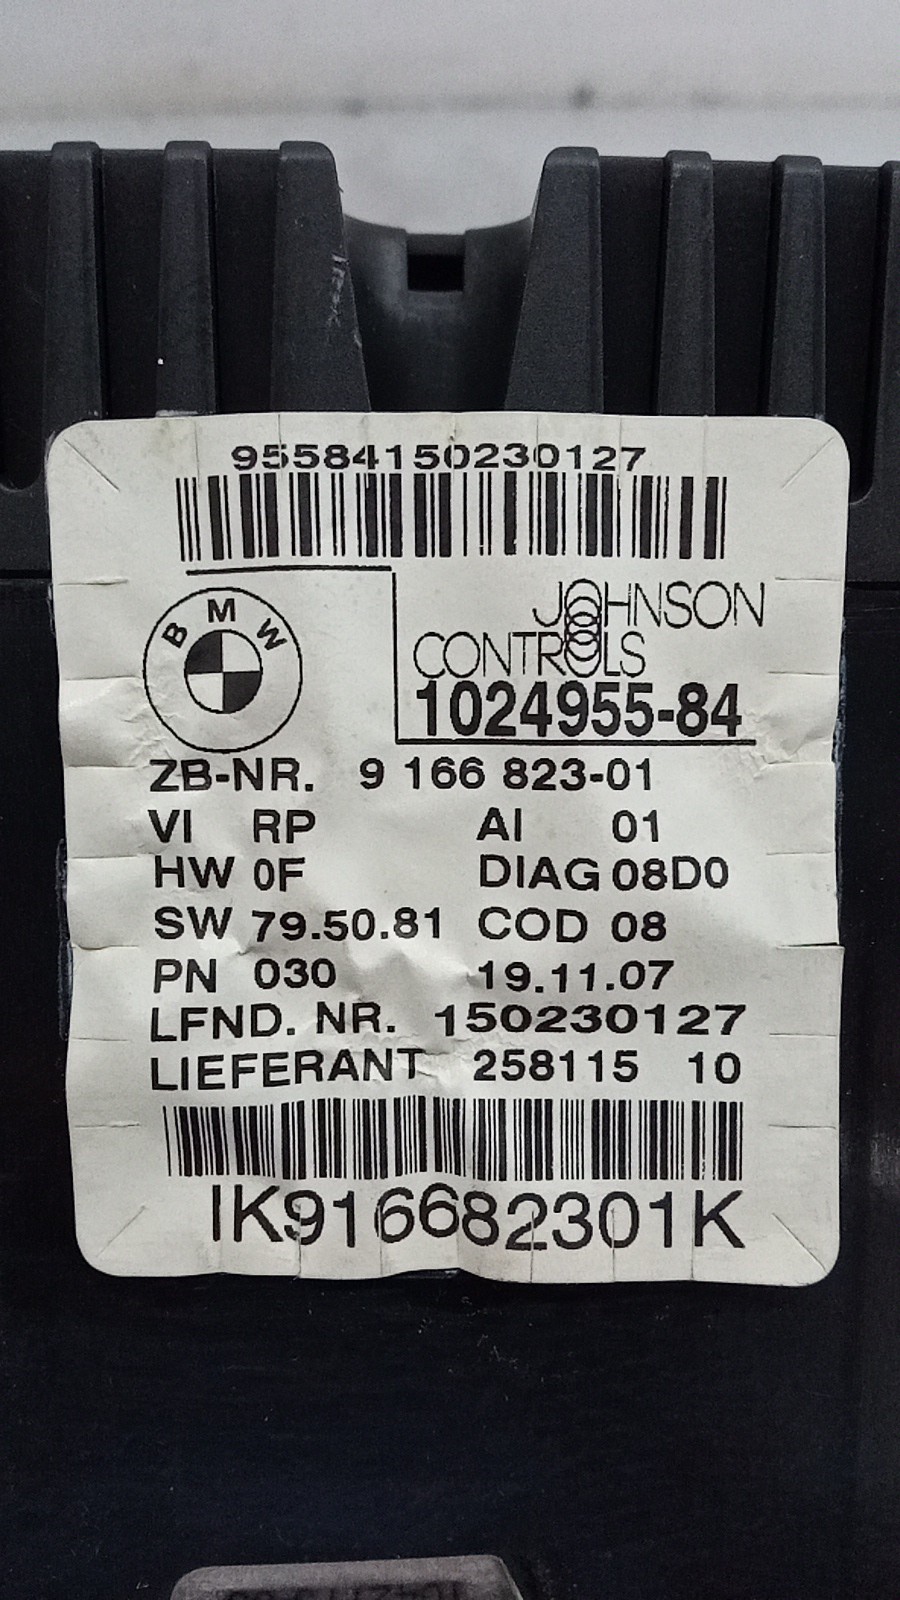 95584150230127
BMW
JOHNSON
CONTROLS
1024955-84
ZB-NR. 9 166 823-01
VI RP AI 01
HW 0F DIAG 08D0
SW 79.50.81 COD 08
PN 030 19.11.07
LFND. NR. 150230127
LIEFERANT 258115 10
IK916682301K